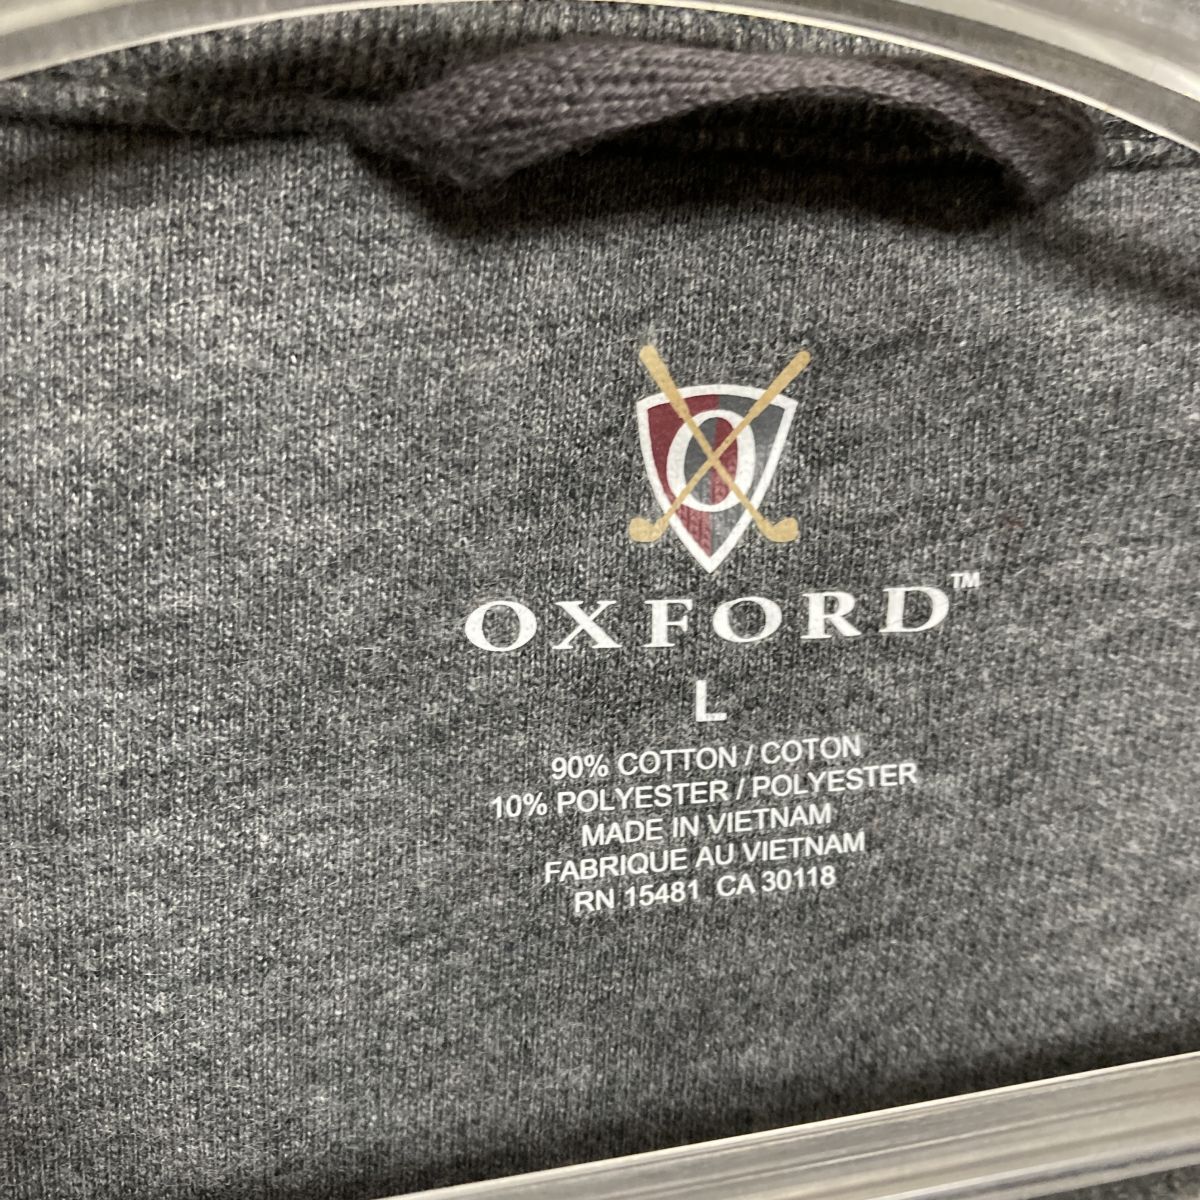 O
OXFORD™
L
90% COTTON / COTON
10% POLYESTER / POLYESTER
MADE IN VIETNAM
FABRIQUE AU VIETNAM
RN 15481 CA 30118